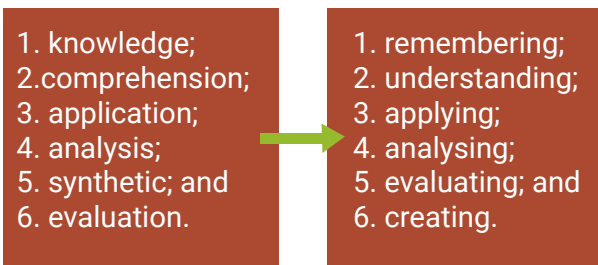 1. knowledge;
2.comprehension;
3. application;
4. analysis;
5. synthetic; and
6. evaluation.
1. remembering;
2. understanding;
3. applying;
4. analysing;
5. evaluating; and
6. creating.